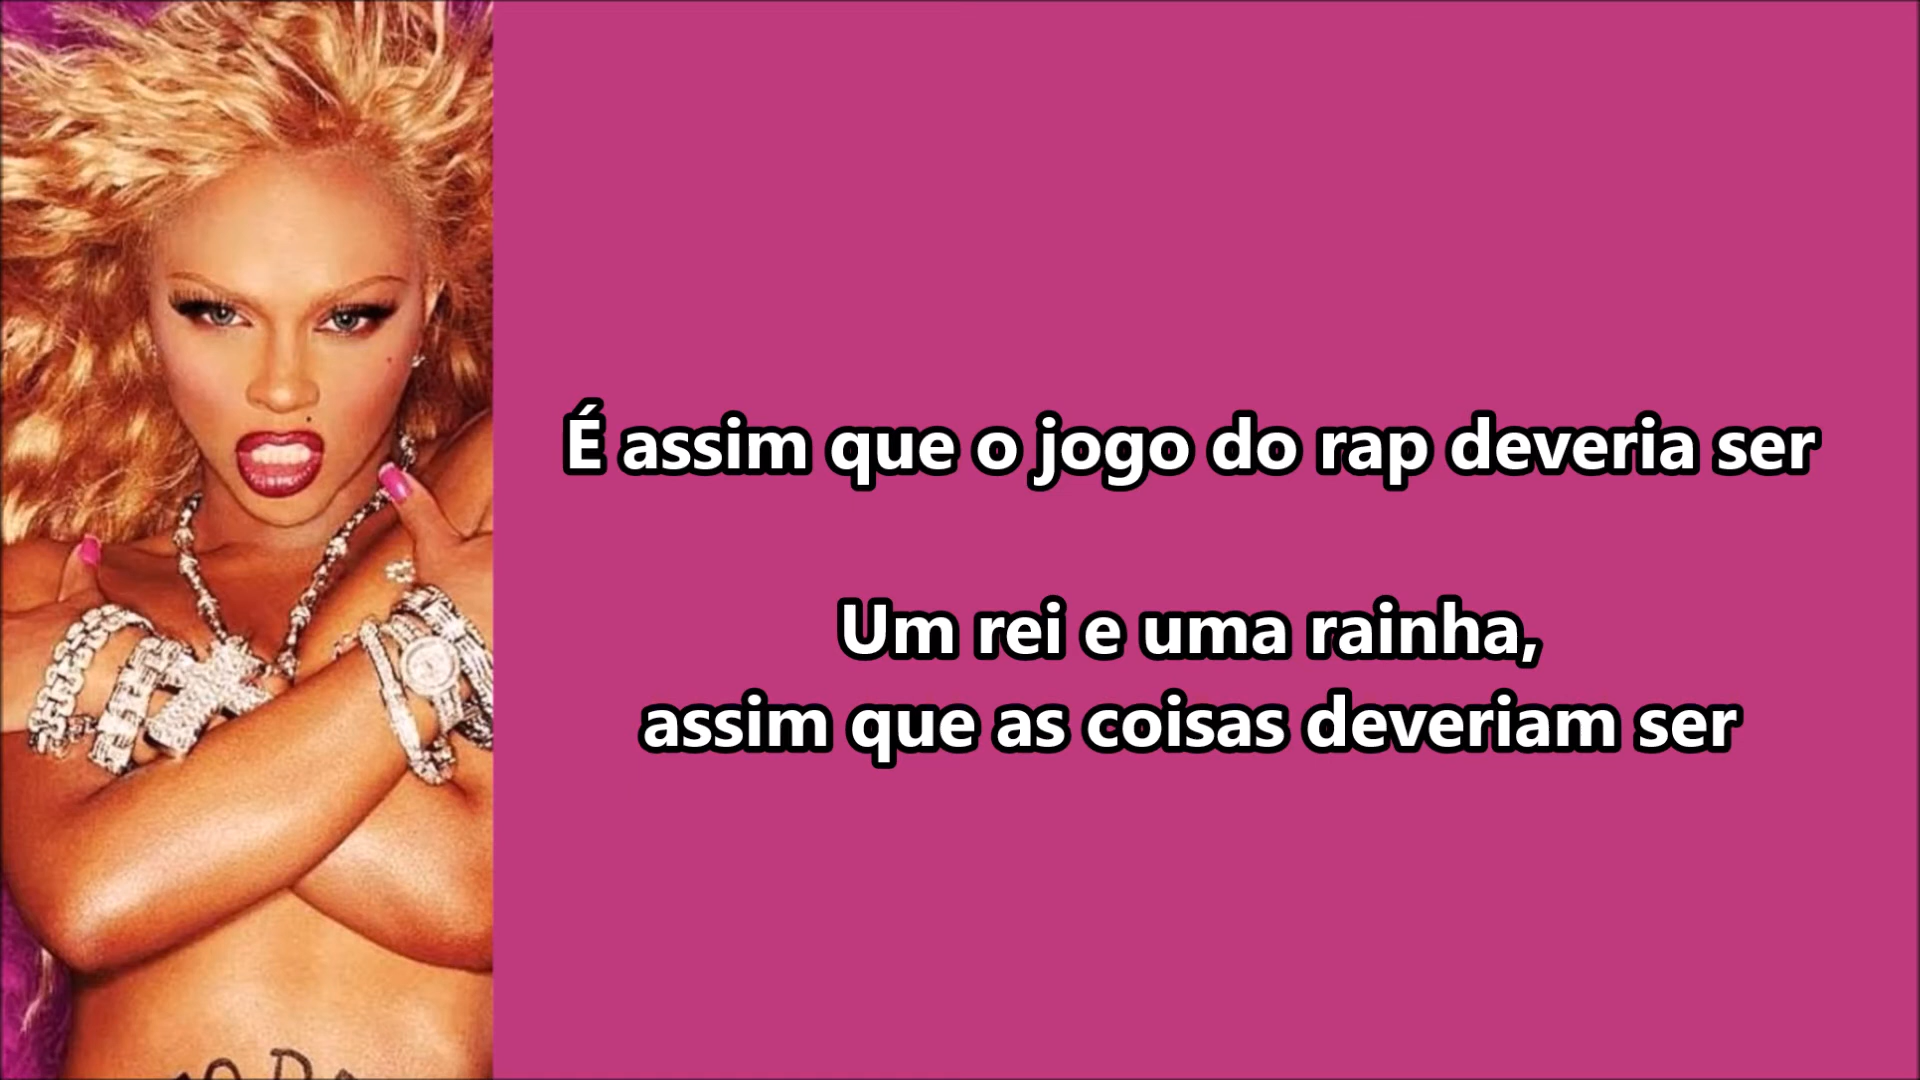 É assim que o jogo do rap deveria ser
Um rei e uma rainha,
assim que as coisas deveriam ser